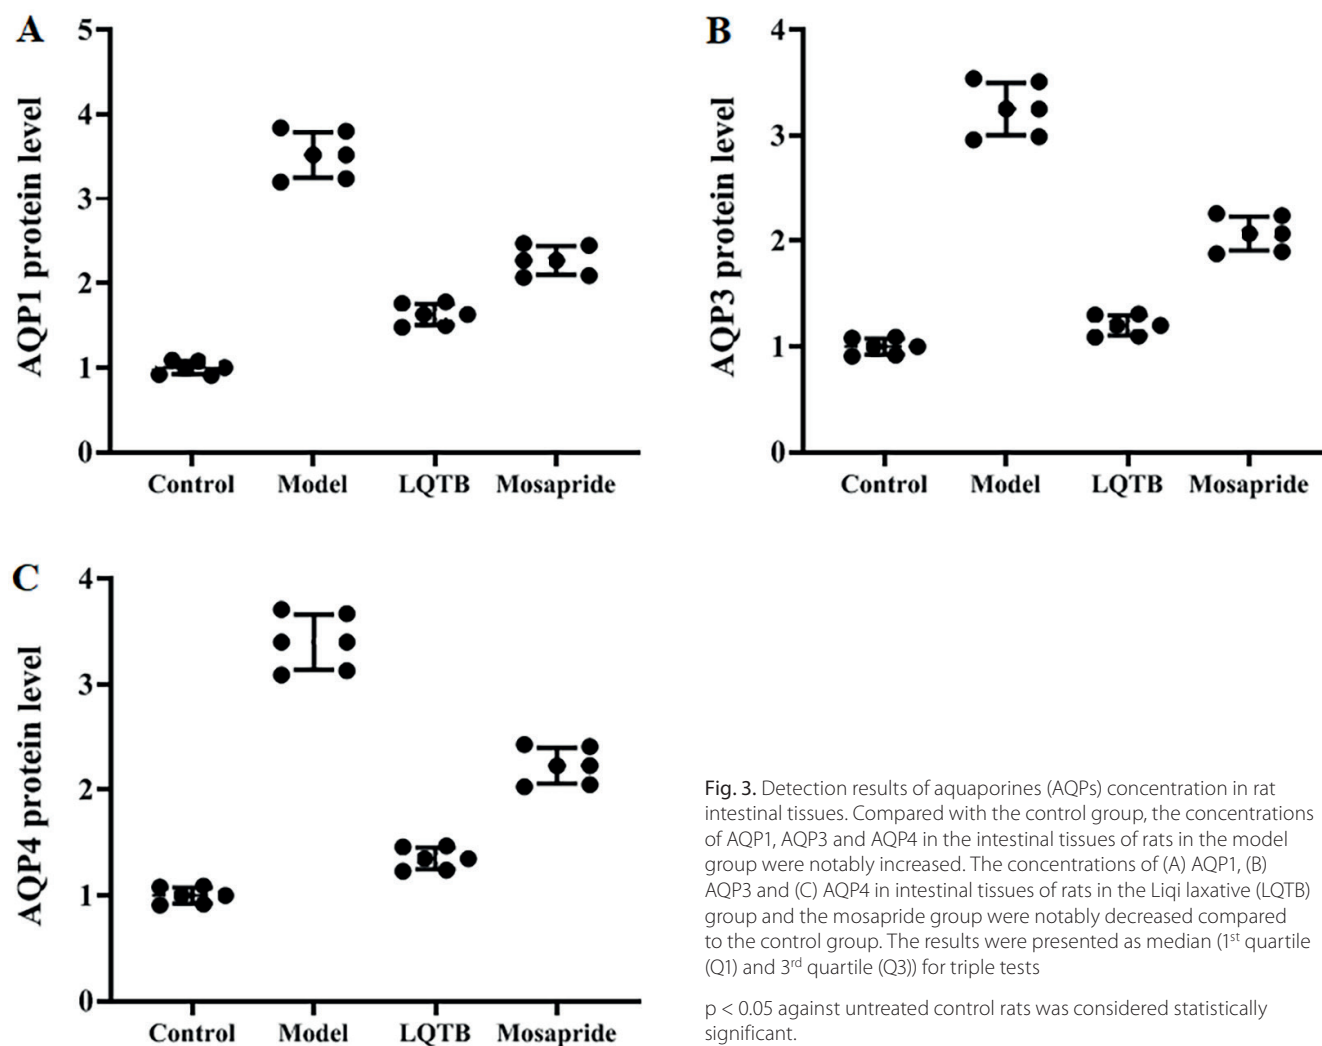 A
5
4
3
2
1
0
AQP1 protein level
Control Model LQTB Mosapride
B
4
3
2
1
0
AQP3 protein level
Control Model LQTB Mosapride
C
4
3
2
1
0
AQP4 protein level
Control Model LQTB Mosapride
Fig. 3. Detection results of aquaporines (AQPs) concentration in rat
intestinal tissues. Compared with the control group, the concentrations
of AQP1, AQP3 and AQP4 in the intestinal tissues of rats in the model
group were notably increased. The concentrations of (A) AQP1, (B)
AQP3 and (C) AQP4 in intestinal tissues of rats in the Liqi laxative (LQTB)
group and the mosapride group were notably decreased compared
to the control group. The results were presented as median (1st quartile
(Q1) and 3rd quartile (Q3)) for triple tests
p < 0.05 against untreated control rats was considered statistically
significant.